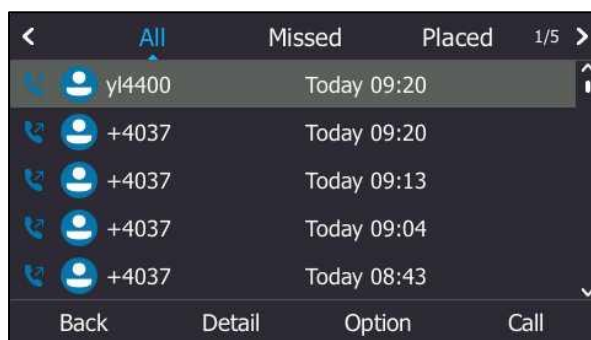 All Missed Placed 1/5
yl4400 Today 09:20
+4037 Today 09:20
+4037 Today 09:13
+4037 Today 09:04
+4037 Today 08:43
Back Detail Option Call